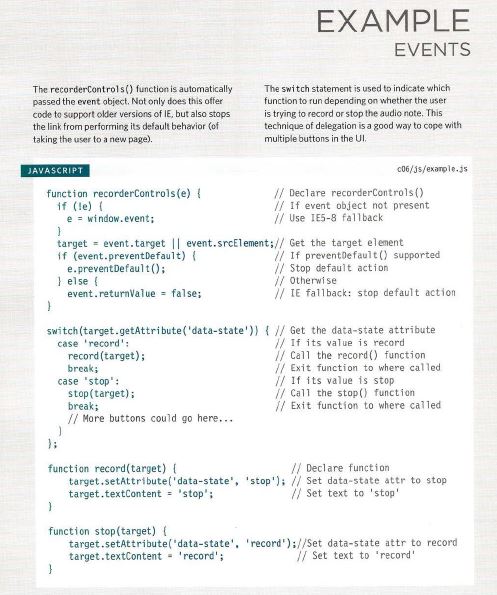 EXAMPLE
EVENTS
The recorderControls() function is automatically
passed the event object. Not only does this offer
code to support older versions of IE, but also stops
the link from performing its default behavior (of
taking the user to a new page).
The switch statement is used to indicate which
function to run depending on whether the user
is trying to record or stop the audio note. This
technique of delegation is a good way to cope with
multiple buttons in the UI.
JAVASCRIPT
c06/js/example.js
function recorderControls(e) { // Declare recorderControls()
if (!e) { // If event object not present
e = window.event; // Use IE5-8 fallback
}
target = event.target || event.srcElement;// Get the target element
if (event.preventDefault) { // If preventDefault() supported
e.preventDefault(); // Stop default action
} else { // Otherwise
event.returnValue = false; // IE fallback: stop default action
}
switch(target.getAttribute('data-state')) { // Get the data-state attribute
case 'record': // If its value is record
record(target); // Call the record() function
break; // Exit function to where called
case 'stop': // If its value is stop
stop(target); // Call the stop() function
break; // Exit function to where called
// More buttons could go here...
}
};
function record(target) { // Declare function
target.setAttribute('data-state', 'stop'); // Set data-state attr to stop
target.textContent = 'stop'; // Set text to 'stop'
}
function stop(target) {
target.setAttribute('data-state', 'record');//Set data-state attr to record
target.textContent = 'record'; // Set text to 'record'
}